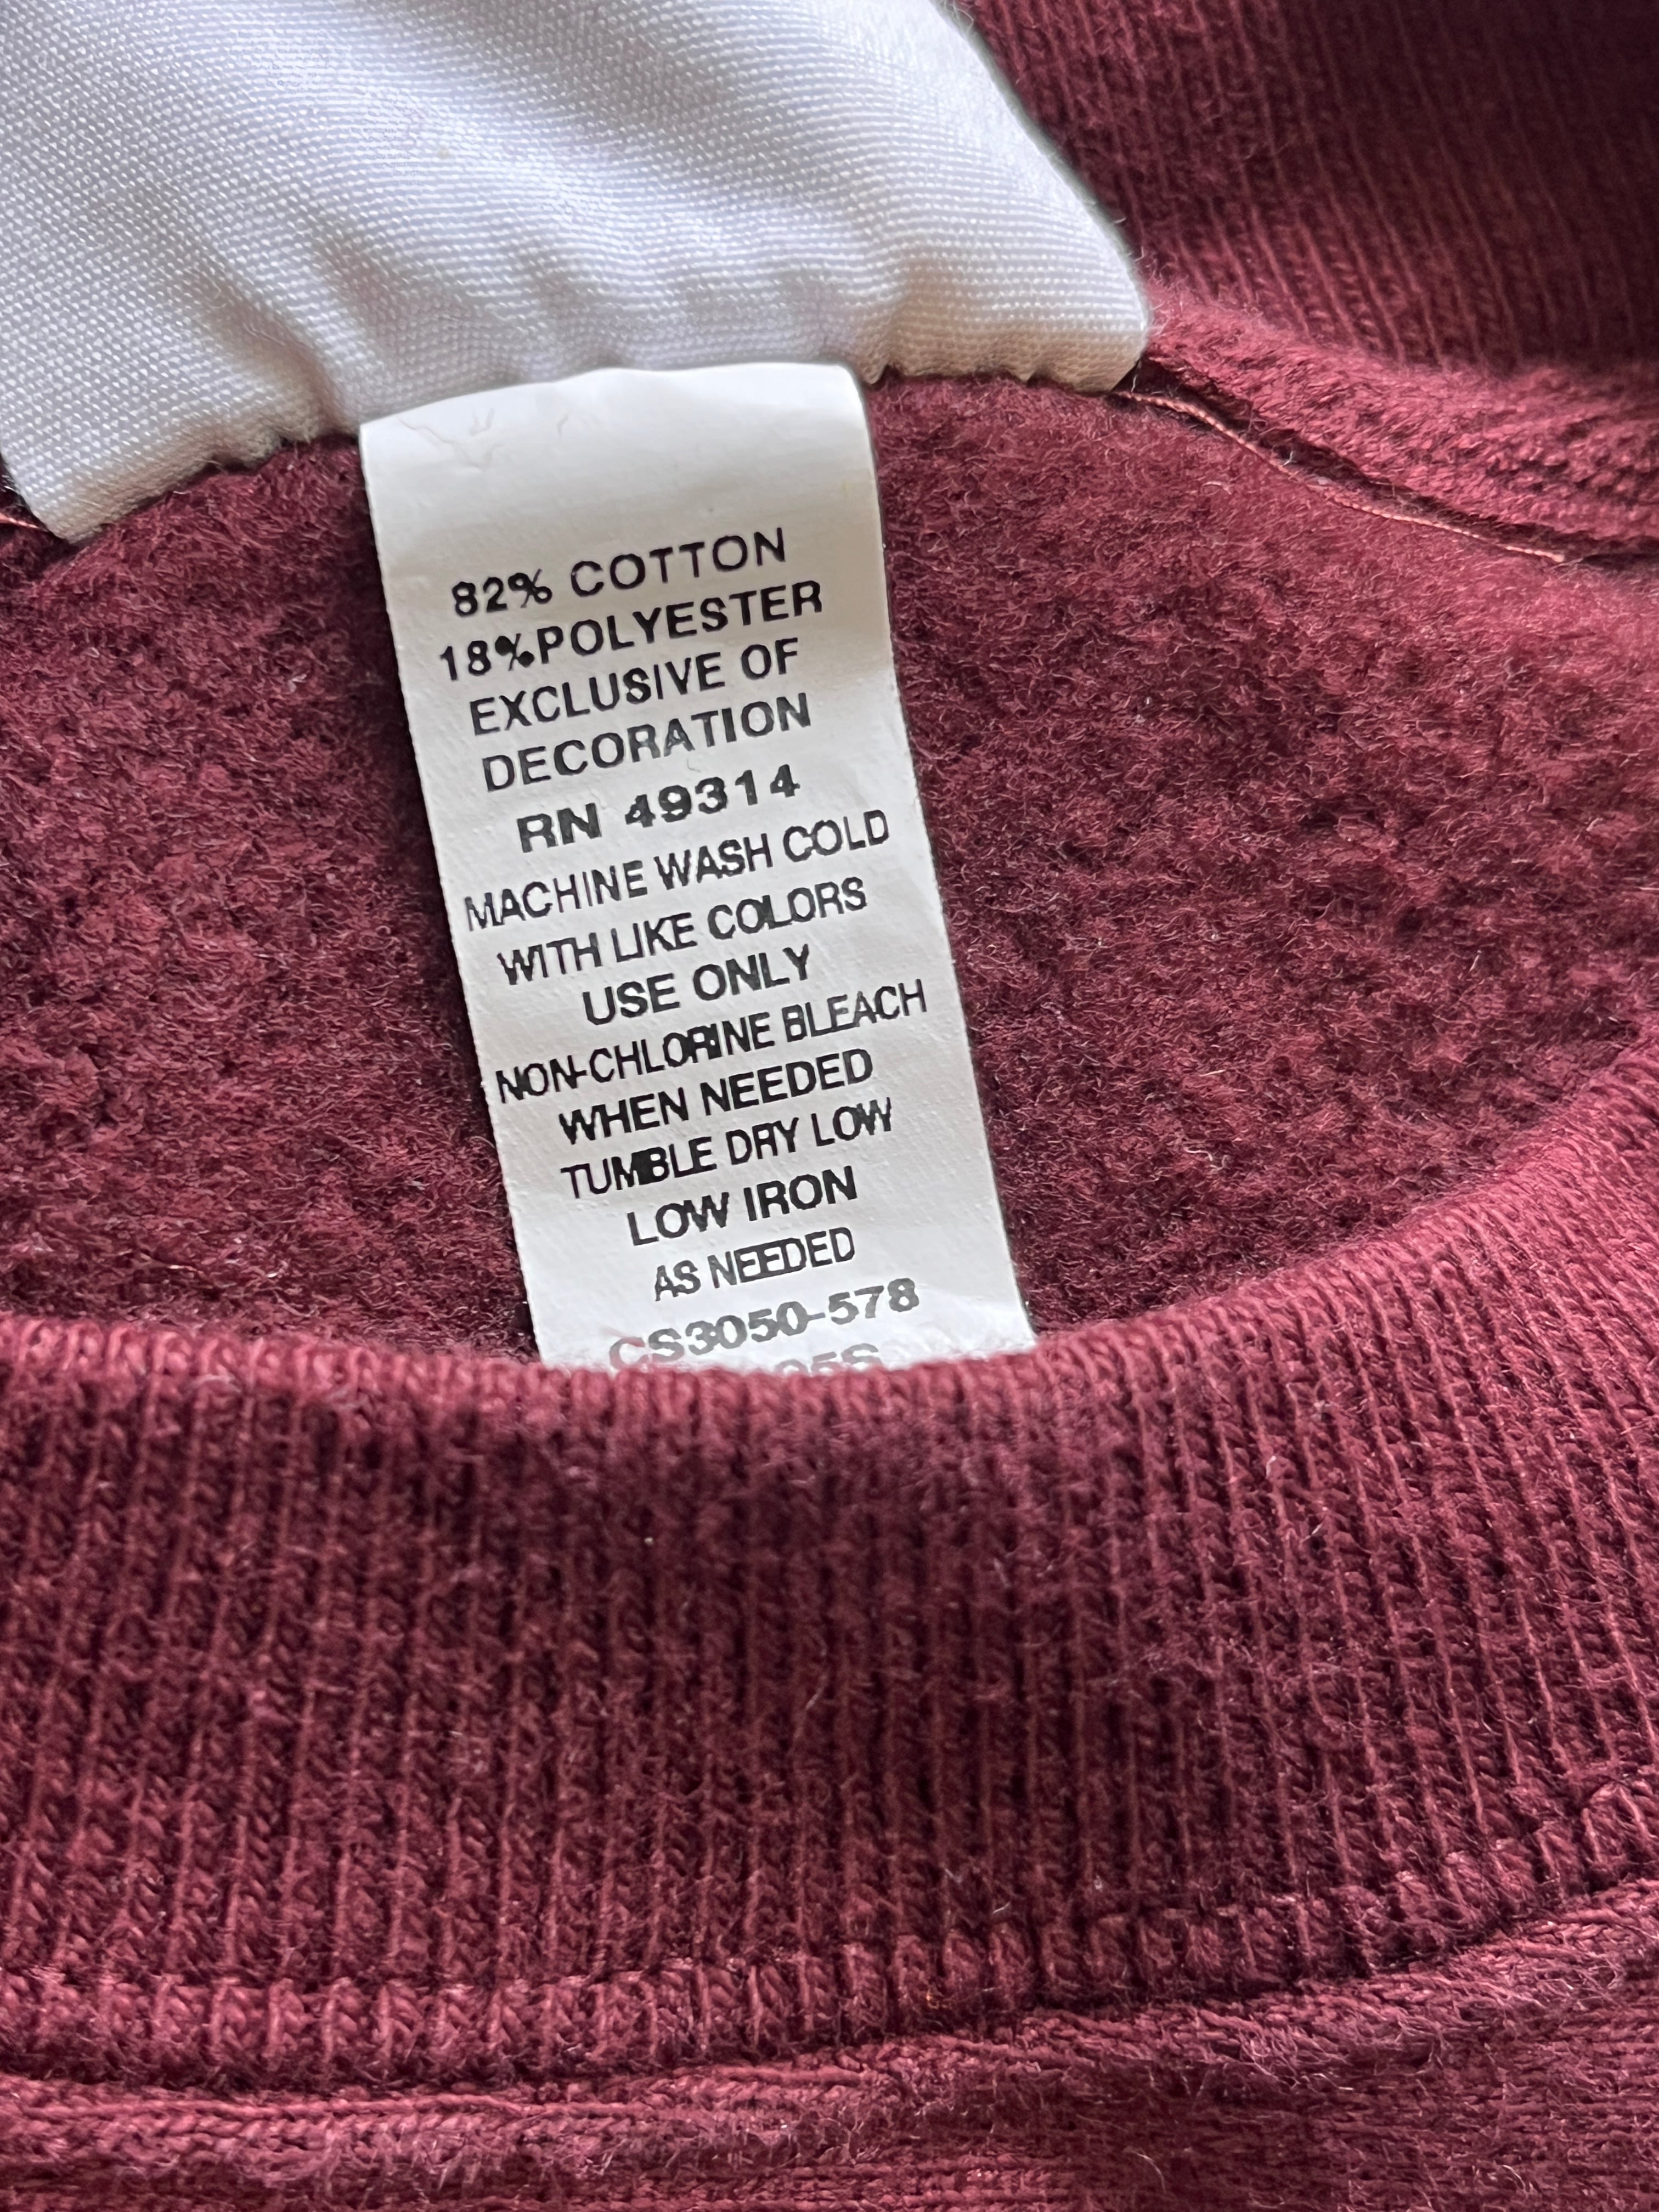 82% COTTON
18%POLYESTER
EXCLUSIVE OF
DECORATION
RN 49314
MACHINE WASH COLD
WITH LIKE COLORS
USE ONLY
NON-CHLORINE BLEACH
WHEN NEEDED
TUMBLE DRY LOW
LOW IRON
AS NEEDED
CS3050-578